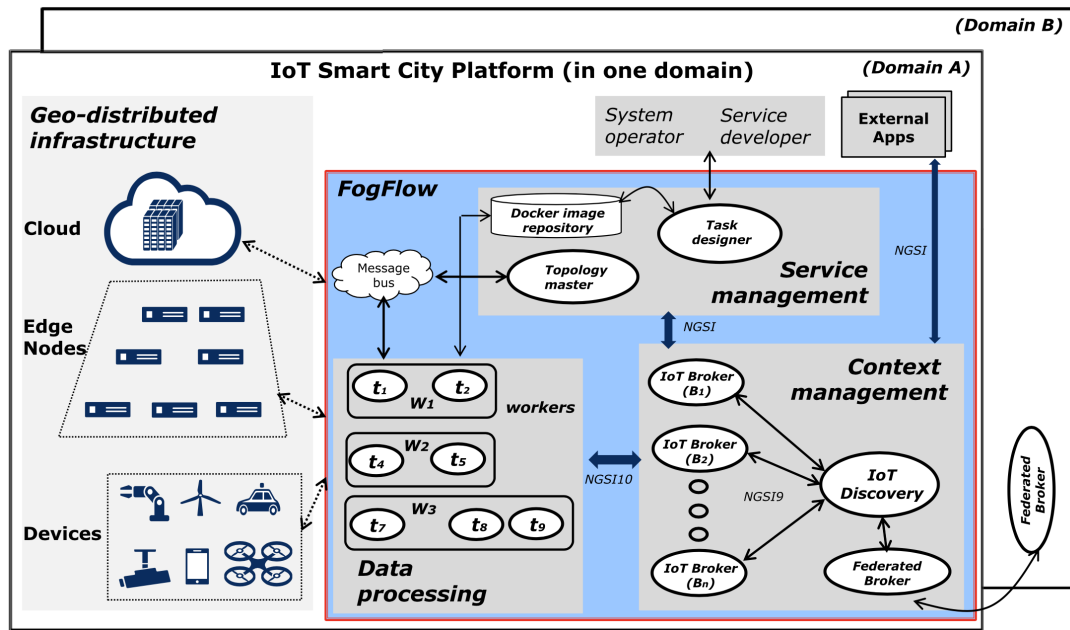 (Domain B)
IoT Smart City Platform (in one domain)
(Domain A)
Geo-distributed
infrastructure
Cloud
Edge
Nodes
Devices
System
operator
Service
developer
External
Apps
FogFlow
Docker image
repository
Task
designer
Message
bus
Topology
master
Service
management
NGSI
NGSI
t1
t2
W1
workers
t4
W2
t5
t7
W3
t8
t9
Data
processing
NGSI10
Context
management
IoT Broker
(B1)
IoT Broker
(B2)
NGSI9
IoT
Discovery
IoT Broker
(Bn)
Federated
Broker
Federated
Broker